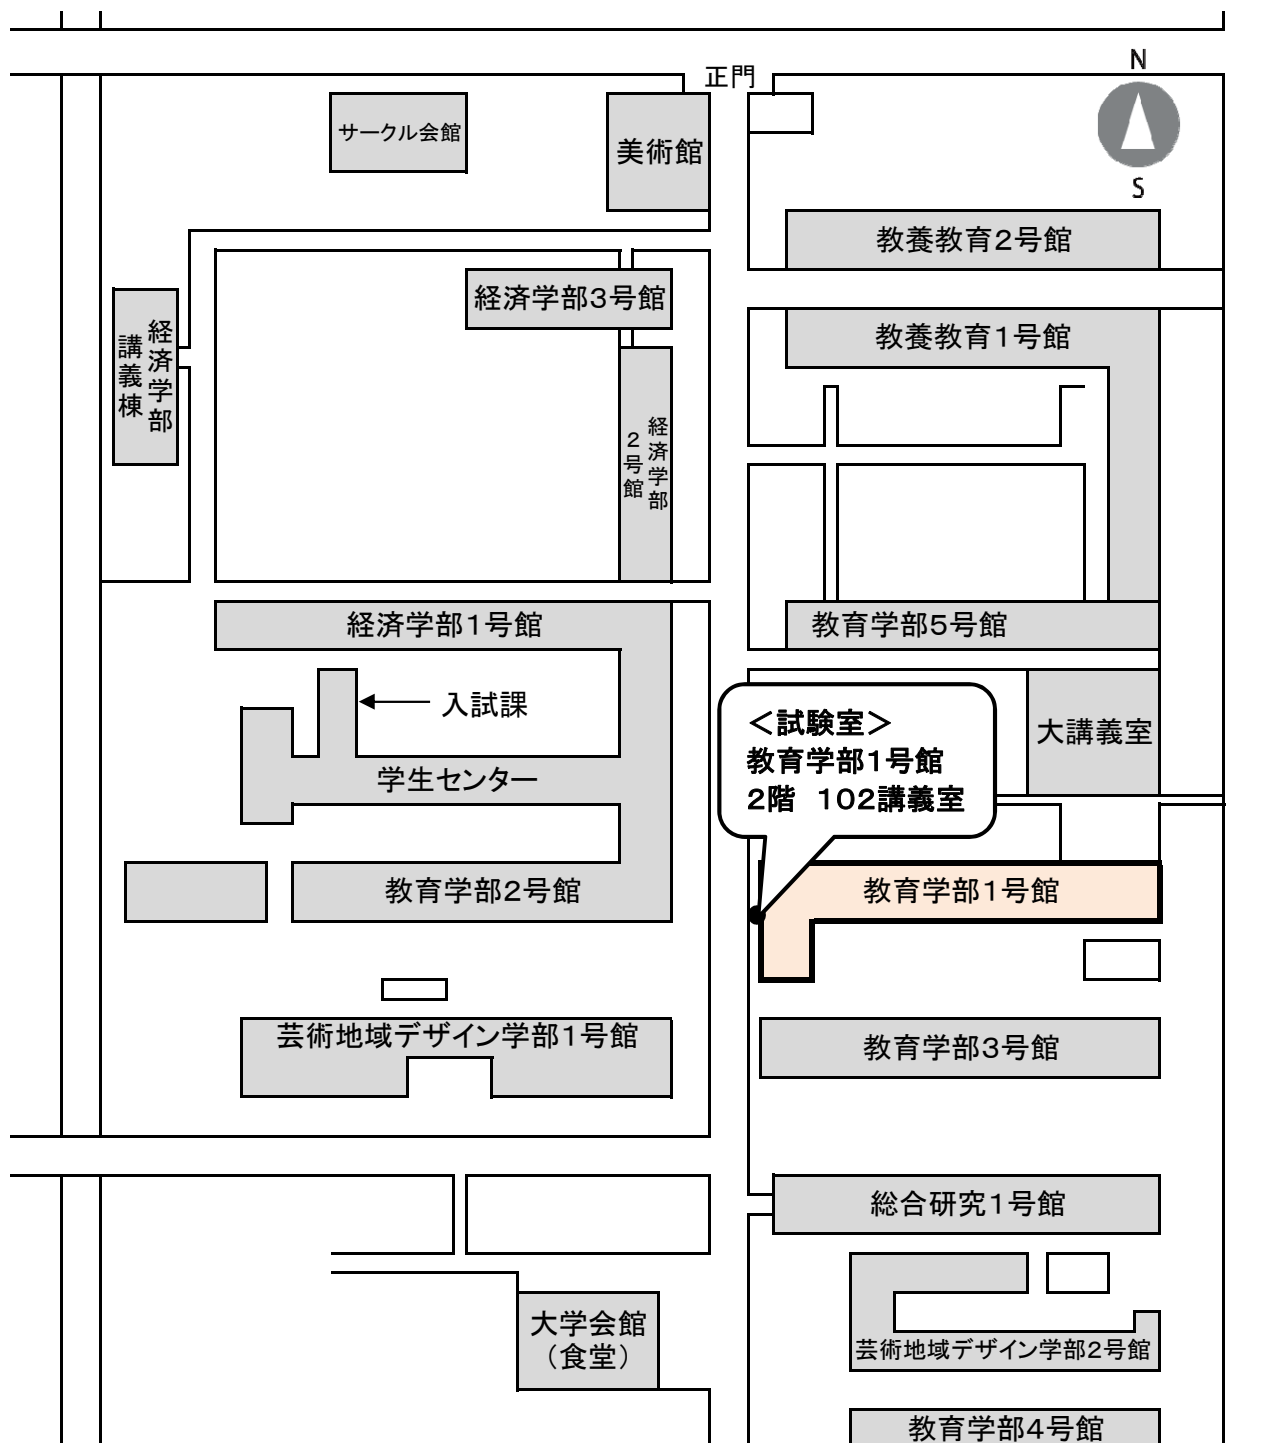 正門
N
S
サークル会館
美術館
教養教育２号館
経済学部３号館
教養教育１号館
経済学部
講義棟
経済学部
２号館
経済学部１号館
教育学部５号館
入試課
＜試験室＞
教育学部１号館
２階　１０２講義室
大講義室
学生センター
教育学部２号館
教育学部１号館
芸術地域デザイン学部１号館
教育学部３号館
総合研究１号館
大学会館
（食堂）
芸術地域デザイン学部２号館
教育学部４号館